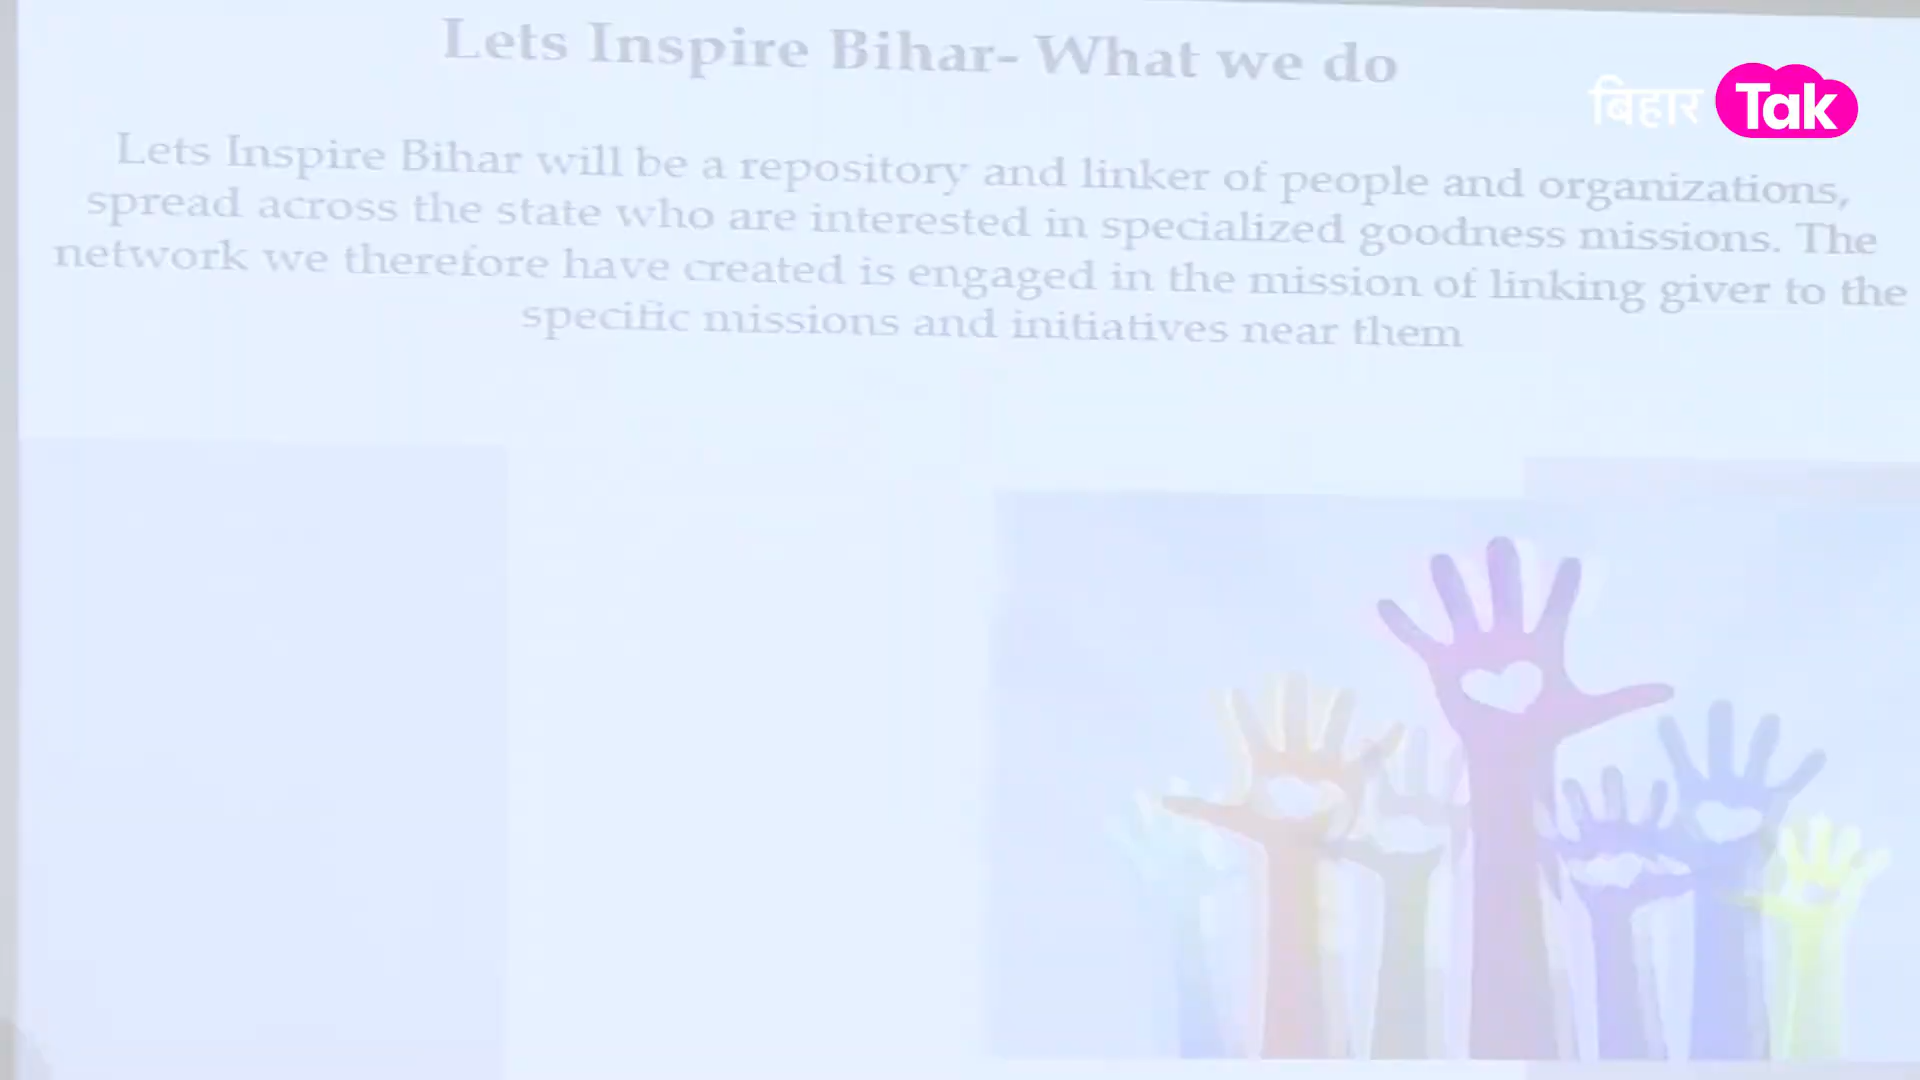 Lets Inspire Bihar- What we do
बिहार Tak
Lets Inspire Bihar will be a repository and linker of people and organizations,
spread across the state who are interested in specialized goodness missions. The
network we therefore have created is engaged in the mission of linking giver to the
specific missions and initiatives near them